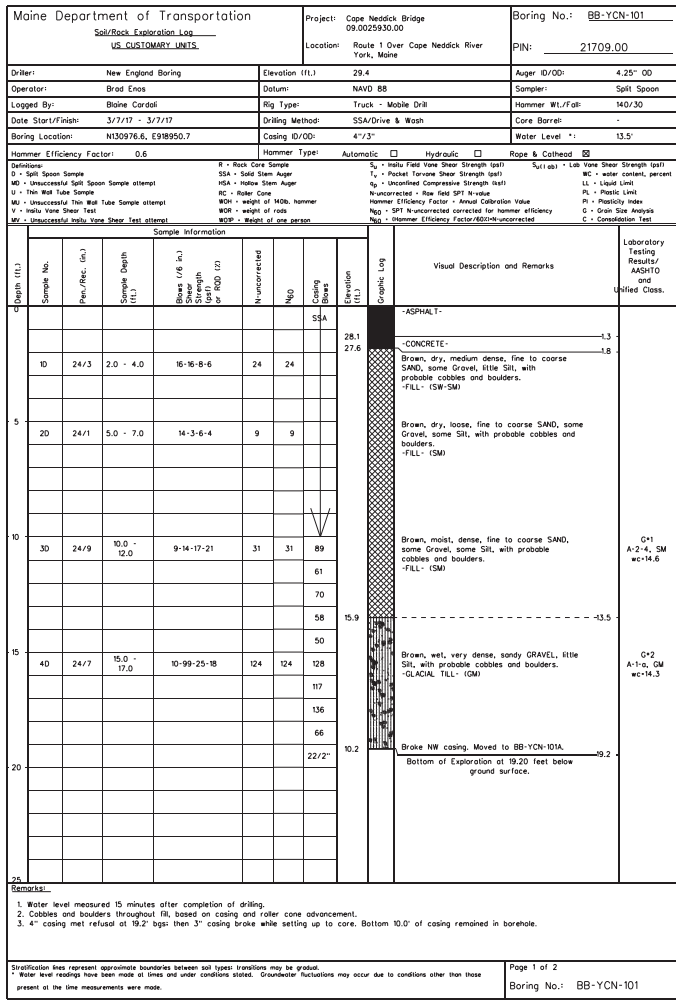 Maine Department of Transportation
Soil/Rock Exploration Log
US CUSTOMARY UNITS
Project: Cape Neddick Bridge
09.0025930.00
Location: Route 1 Over Cape Neddick River
York, Maine
Boring No.: BB-YCN-101
PIN: 21709.00
Driller: New England Boring Elevation (ft.) 29.4 Auger ID/OD: 4.25" OD
Operator: Brad Enos Datum: NAVD 88 Sampler: Split Spoon
Logged By: Blaine Cardali Rig Type: Truck - Mobile Drill Hammer Wt./Fall: 140/30
Date Start/Finish: 3/7/17 - 3/7/17 Drilling Method: SSA/Drive & Wash Core Barrel: -
Boring Location: N130976.6, E918950.7 Casing ID/OD: 4"/3" Water Level *: 13.5'
Hammer Efficiency Factor: 0.6 Hammer Type: Automatic ☐ Hydraulic ☐ Rope & Cathead ☒
Definitions:
D = Split Spoon Sample
MD = Unsuccessful Split Spoon Sample attempt
U = Thin Wall Tube Sample
MU = Unsuccessful Thin Wall Tube Sample attempt
V = Insitu Vane Shear Test
MV = Unsuccessful Insitu Vane Shear Test attempt
R = Rock Core Sample
SSA = Solid Stem Auger
HSA = Hollow Stem Auger
RC = Roller Cone
WOH = weight of 140lb. hammer
WOR = weight of rods
WO1P = Weight of one person
Su = Insitu Field Vane Shear Strength (psf)
Tv = Pocket Torvane Shear Strength (psf)
qp = Unconfined Compressive Strength (ksf)
N-uncorrected = Raw field SPT N-value
Hammer Efficiency Factor = Annual Calibration Value
N60 = SPT N-uncorrected corrected for hammer efficiency
N60 = (Hammer Efficiency Factor/60%)*N-uncorrected
Su(lab) = Lab Vane Shear Strength (psf)
WC = water content, percent
LL = Liquid Limit
PL = Plastic Limit
PI = Plasticity Index
G = Grain Size Analysis
C = Consolidation Test
Sample Information
Depth (ft.)
Sample No.
Pen./Rec. (in.)
Sample Depth
(ft.)
Blows (/6 in.)
Shear
Strength
(psf)
or RQD (%)
N-uncorrected
N60
Casing
Blows
Elevation
(ft.)
Graphic Log
Visual Description and Remarks
Laboratory
Testing
Results/
AASHTO
and
Unified Class.
0
SSA
-ASPHALT-
28.1
1.3
27.6
-CONCRETE-
1.8
1D 24/3 2.0 - 4.0 16-16-8-6 24 24
Brown, dry, medium dense, fine to coarse
SAND, some Gravel, little Silt, with
probable cobbles and boulders.
-FILL- (SW-SM)
5
2D 24/1 5.0 - 7.0 14-3-6-4 9 9
Brown, dry, loose, fine to coarse SAND, some
Gravel, some Silt, with probable cobbles and
boulders.
-FILL- (SM)
10
3D 24/9 10.0 -
12.0 9-14-17-21 31 31 89
Brown, moist, dense, fine to coarse SAND,
some Gravel, some Silt, with probable
cobbles and boulders.
-FILL- (SM)
G#1
A-2-4, SM
wc=14.6
61
70
58
15.9
13.5
50
15
4D 24/7 15.0 -
17.0 10-99-25-18 124 124 128
Brown, wet, very dense, sandy GRAVEL, little
Silt, with probable cobbles and boulders.
-GLACIAL TILL- (GM)
G#2
A-1-a, GM
wc=14.3
117
136
66
22/2"
10.2
Broke NW casing. Moved to BB-YCN-101A.
19.2
Bottom of Exploration at 19.20 feet below
ground surface.
20
25
Remarks:
1. Water level measured 15 minutes after completion of drilling.
2. Cobbles and boulders throughout fill, based on casing and roller cone advancement.
3. 4" casing met refusal at 19.2' bgs; then 3" casing broke while setting up to core. Bottom 10.0' of casing remained in borehole.
Stratification lines represent approximate boundaries between soil types; transitions may be gradual.
* Water level readings have been made at times and under conditions stated. Groundwater fluctuations may occur due to conditions other than those
present at the time measurements were made.
Page 1 of 2
Boring No.: BB-YCN-101